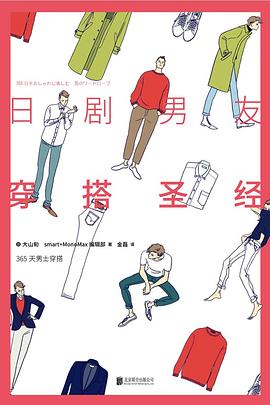 365日をおしゃれに楽しむ 男のワードローブ
日剧男友
穿搭圣经
日 大山旬 smart+MonoMax 编辑部 著 金磊 译
365 天男士穿搭
北京联合出版公司